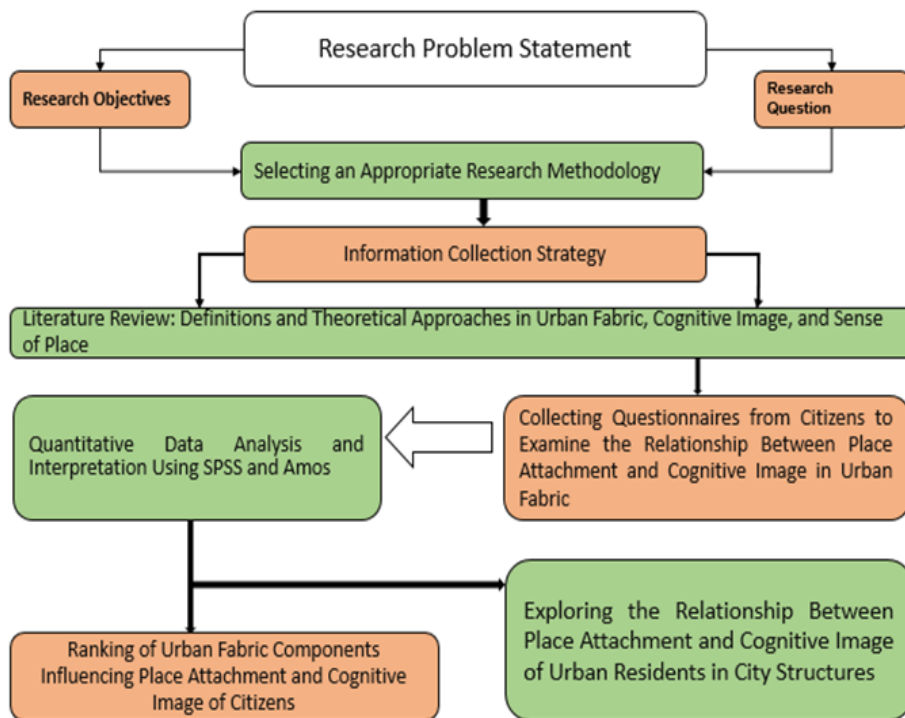 Research Problem Statement
Research Objectives
Research
Question
Selecting an Appropriate Research Methodology
Information Collection Strategy
Literature Review: Definitions and Theoretical Approaches in Urban Fabric, Cognitive Image, and Sense
of Place
Collecting Questionnaires from Citizens to
Examine the Relationship Between Place
Attachment and Cognitive Image in Urban
Fabric
Quantitative Data Analysis and
Interpretation Using SPSS and Amos
Exploring the Relationship Between
Place Attachment and Cognitive Image
of Urban Residents in City Structures
Ranking of Urban Fabric Components
Influencing Place Attachment and Cognitive
Image of Citizens